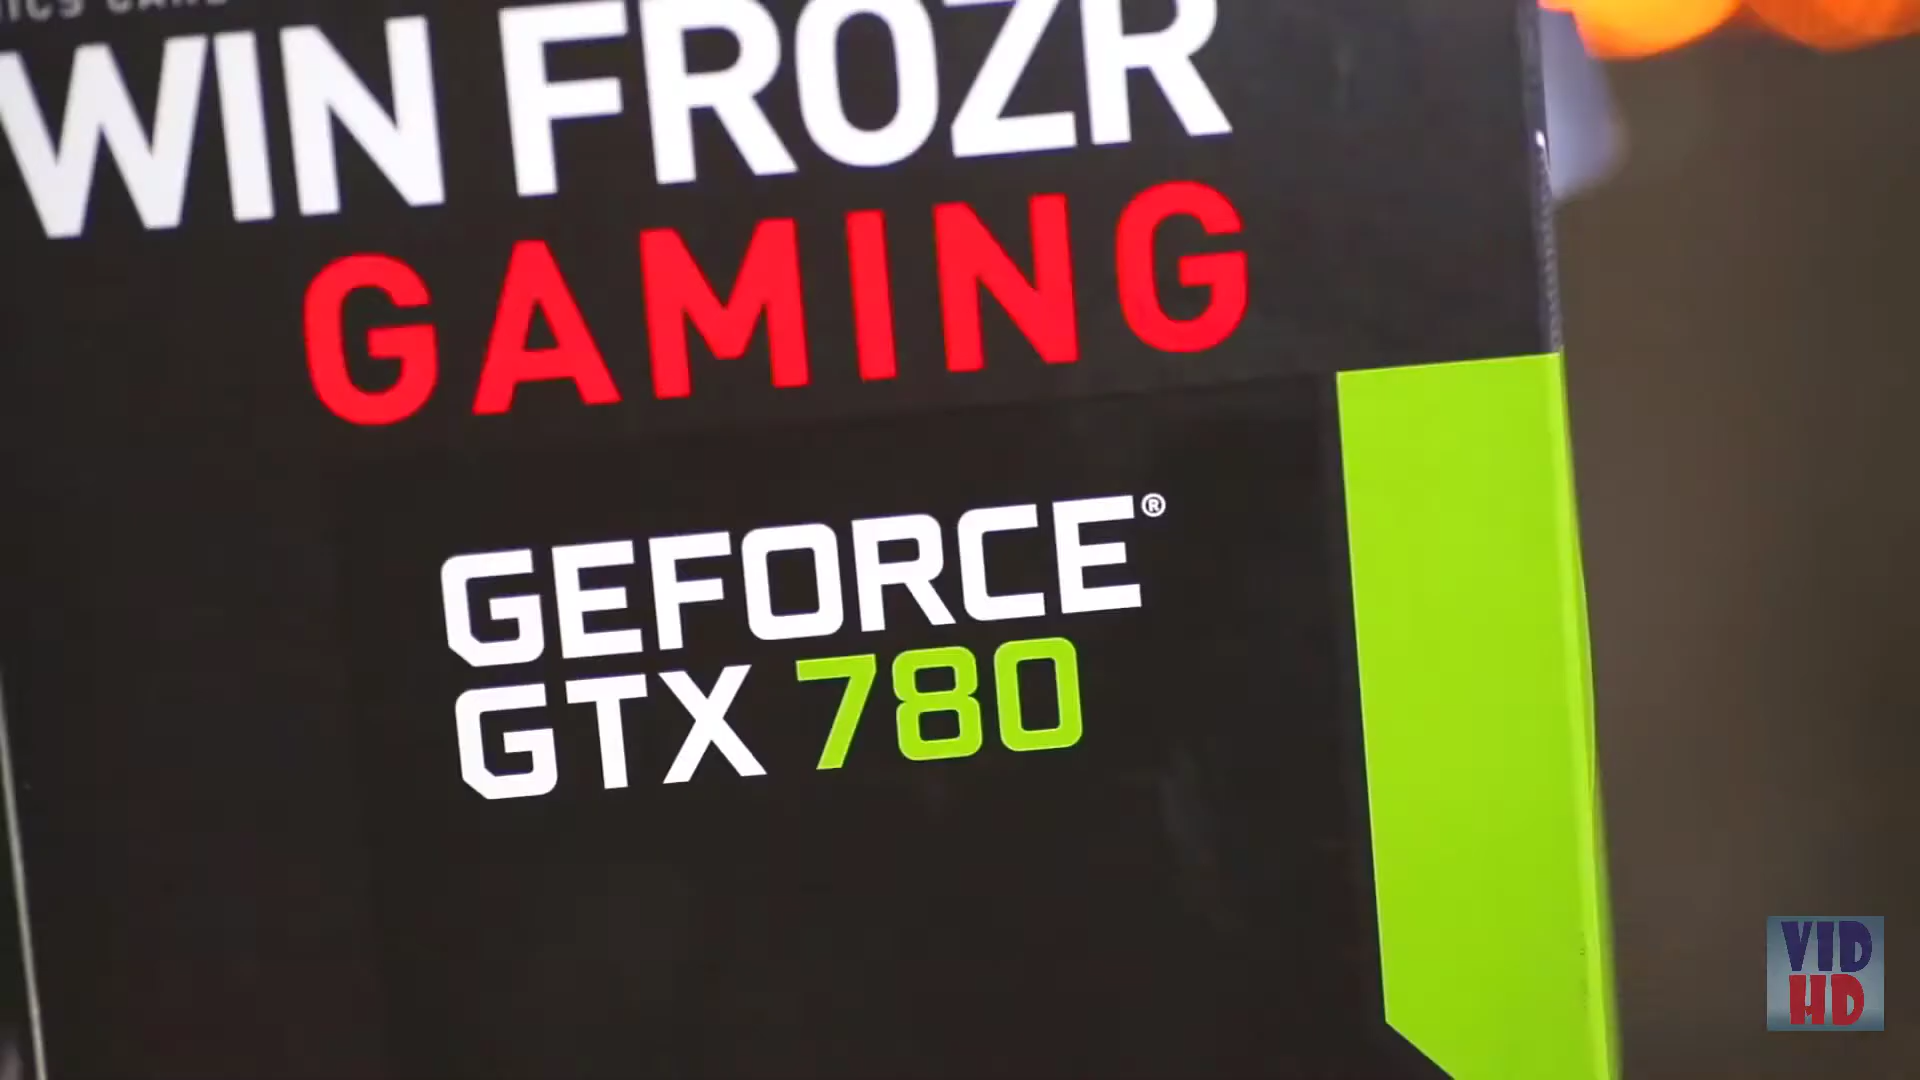 WIN FROZR
GAMING
GEFORCE®
GTX 780
VID
HD